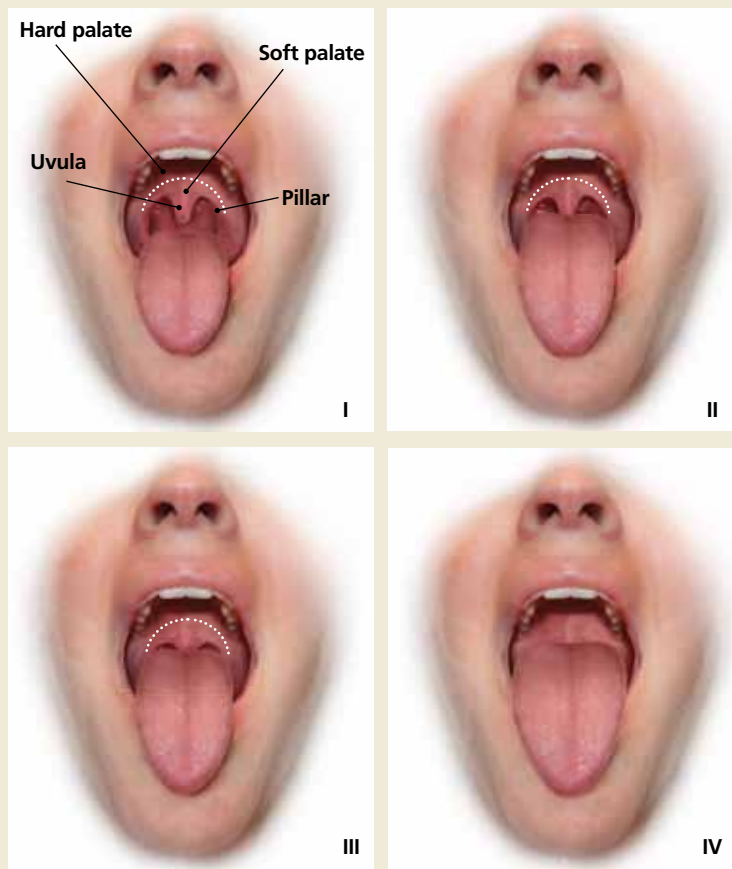 Hard palate
Soft palate
Uvula
Pillar
I
II
III
IV